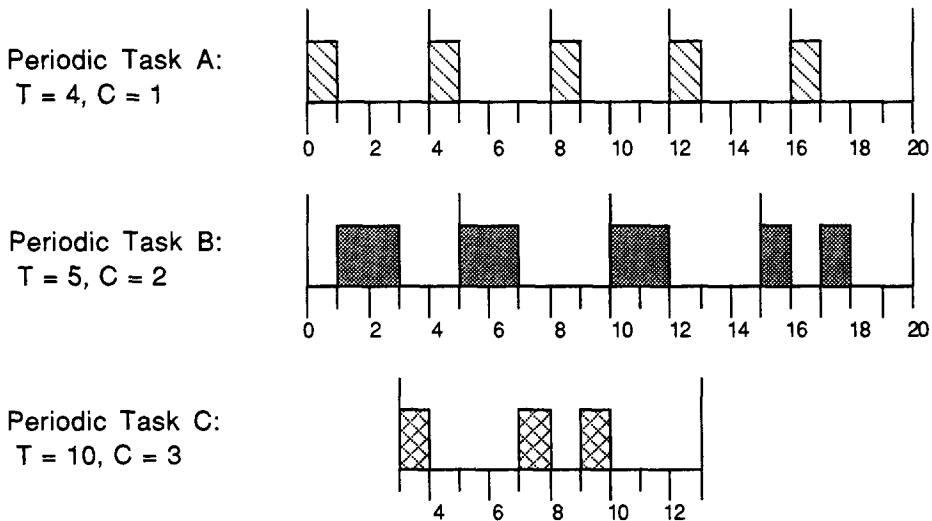 Periodic Task A:
T = 4, C = 1
0 2 4 6 8 10 12 14 16 18 20
Periodic Task B:
T = 5, C = 2
0 2 4 6 8 10 12 14 16 18 20
Periodic Task C:
T = 10, C = 3
4 6 8 10 12